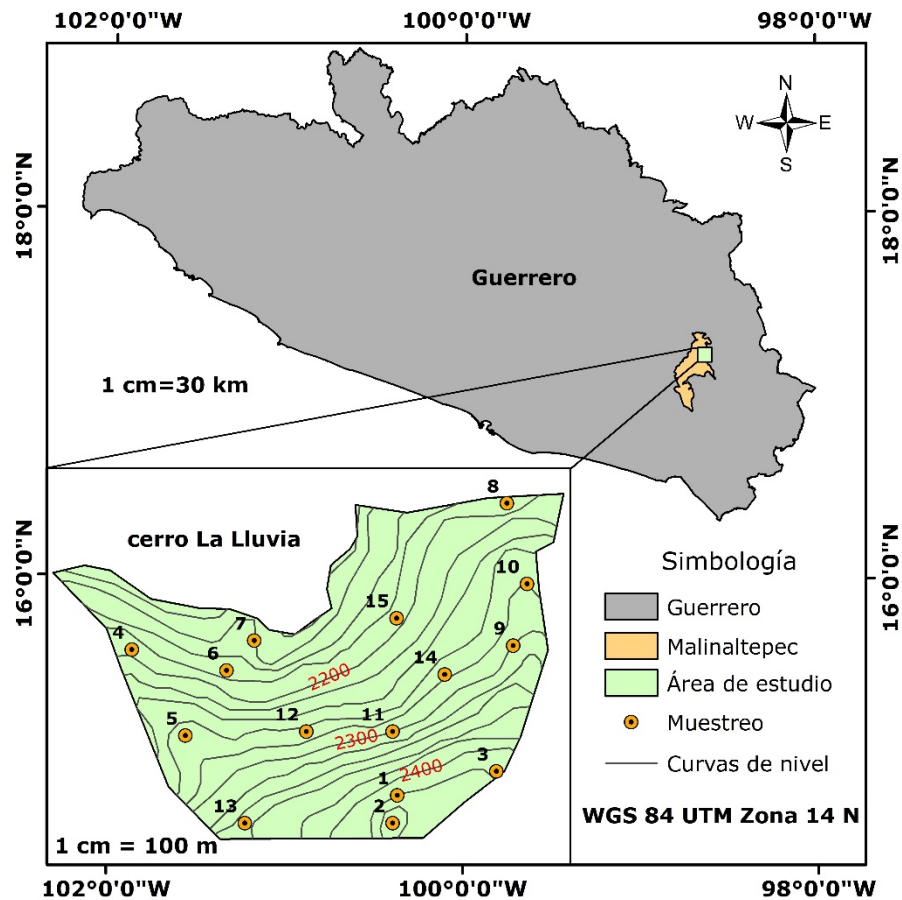 102°0'0"W 100°0'0"W 98°0'0"W
N
W E
S
18°0'0"N 18°0'0"N
Guerrero
1 cm=30 km
8
cerro La Lluvia
Simbología
10
16°0'0"N 16°0'0"N
15
Guerrero
4 7 9
Malinaltepec
6 14
2200
Área de estudio
5 12 11
Muestreo
2300
3
Curvas de nivel
2400
1
13 2
WGS 84 UTM Zona 14 N
1 cm = 100 m
102°0'0"W 100°0'0"W 98°0'0"W